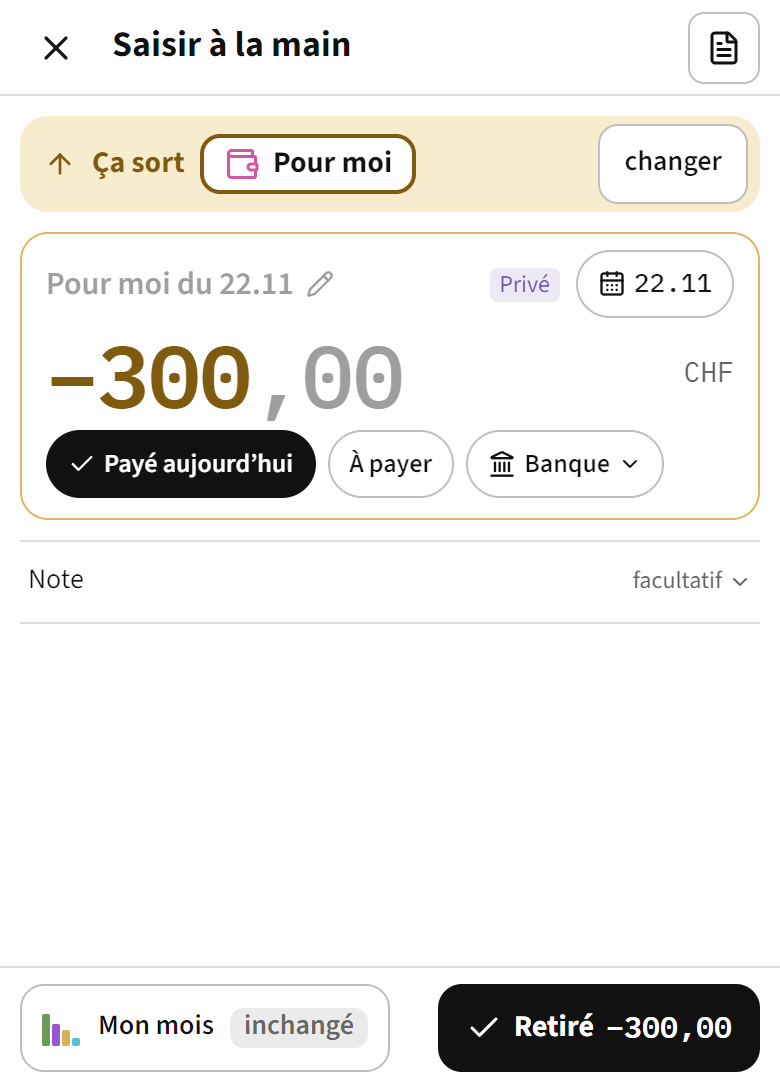 Saisir à la main
Ça sort Pour moi changer
Pour moi du 22.11 Privé 22.11
−300,00 CHF
Payé aujourd’hui À payer Banque
Note facultatif
Mon mois inchangé Retiré −300,00